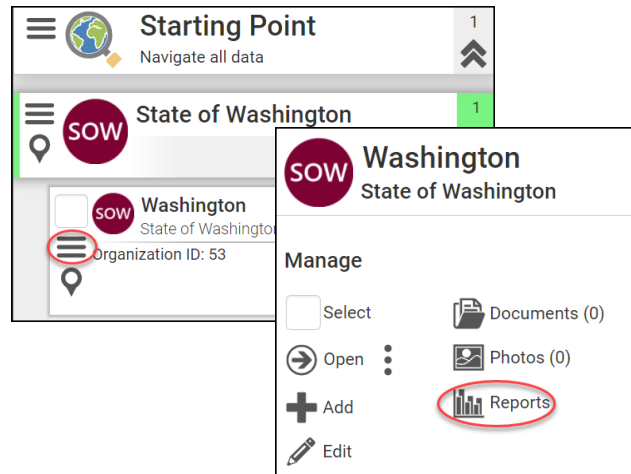 Starting Point
1
Navigate all data
State of Washington
1
SOW
Washington
SOW
State of Washington
Organization ID: 53
Washington
SOW
State of Washington
Manage
Select
Documents (0)
Open
Photos (0)
Add
Reports
Edit